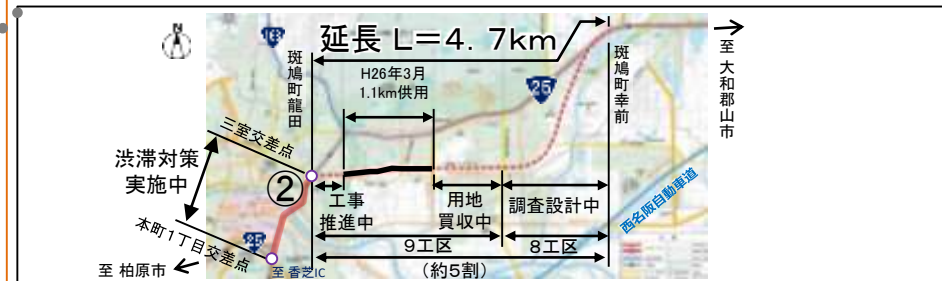 延長 L=4.7km
至 大和郡山市
斑鳩町龍田
斑鳩町幸前
H26年3月
1.1km供用
25
三室交差点
渋滞対策
実施中
②
工事
推進中
用地
買収中
調査設計中
西名阪自動車道
本町1丁目交差点
25
9工区
8工区
至 柏原市
至 香芝IC
(約5割)